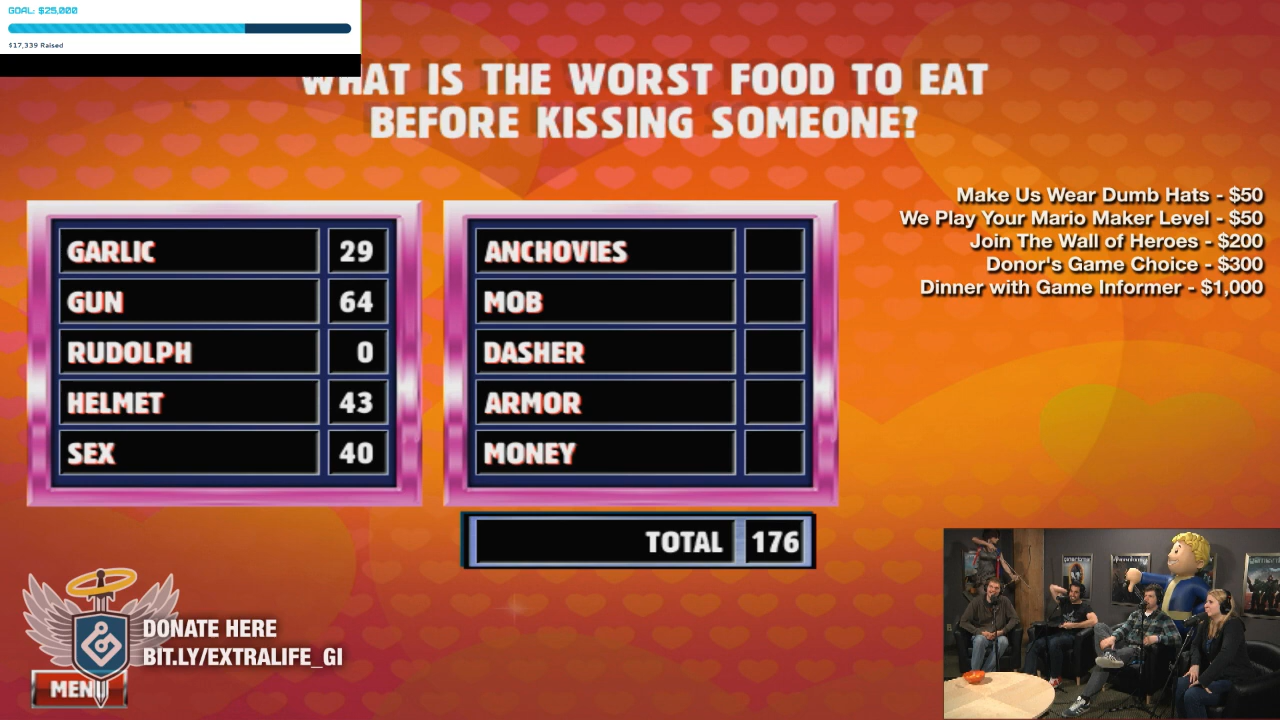 GOAL: $25,000
$17,339 Raised
WHAT IS THE WORST FOOD TO EAT
BEFORE KISSING SOMEONE?
GARLIC 29
GUN 64
RUDOLPH 0
HELMET 43
SEX 40
ANCHOVIES
MOB
DASHER
ARMOR
MONEY
TOTAL 176
Make Us Wear Dumb Hats - $50
We Play Your Mario Maker Level - $50
Join The Wall of Heroes - $200
Donor's Game Choice - $300
Dinner with Game Informer - $1,000
DONATE HERE
BIT.LY/EXTRALIFE_GI
MENU